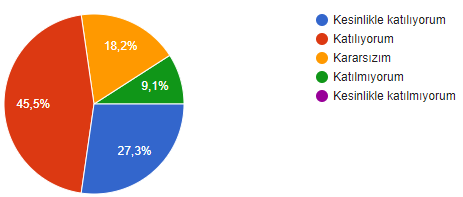 18,2%
9,1%
45,5%
27,3%
Kesinlikle katılıyorum
Katılıyorum
Kararsızım
Katılmıyorum
Kesinlikle katılmıyorum